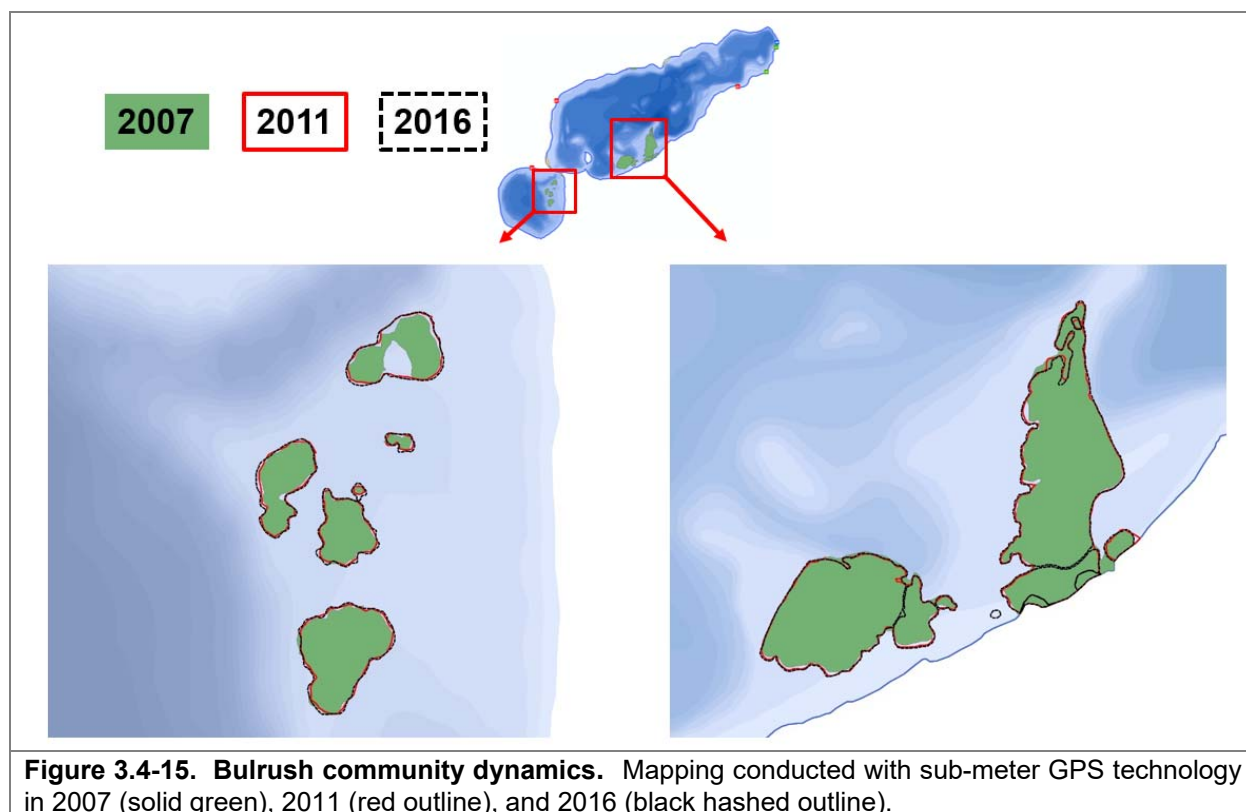 2007 2011 2016
Figure 3.4-15. Bulrush community dynamics. Mapping conducted with sub-meter GPS technology
in 2007 (solid green), 2011 (red outline), and 2016 (black hashed outline).